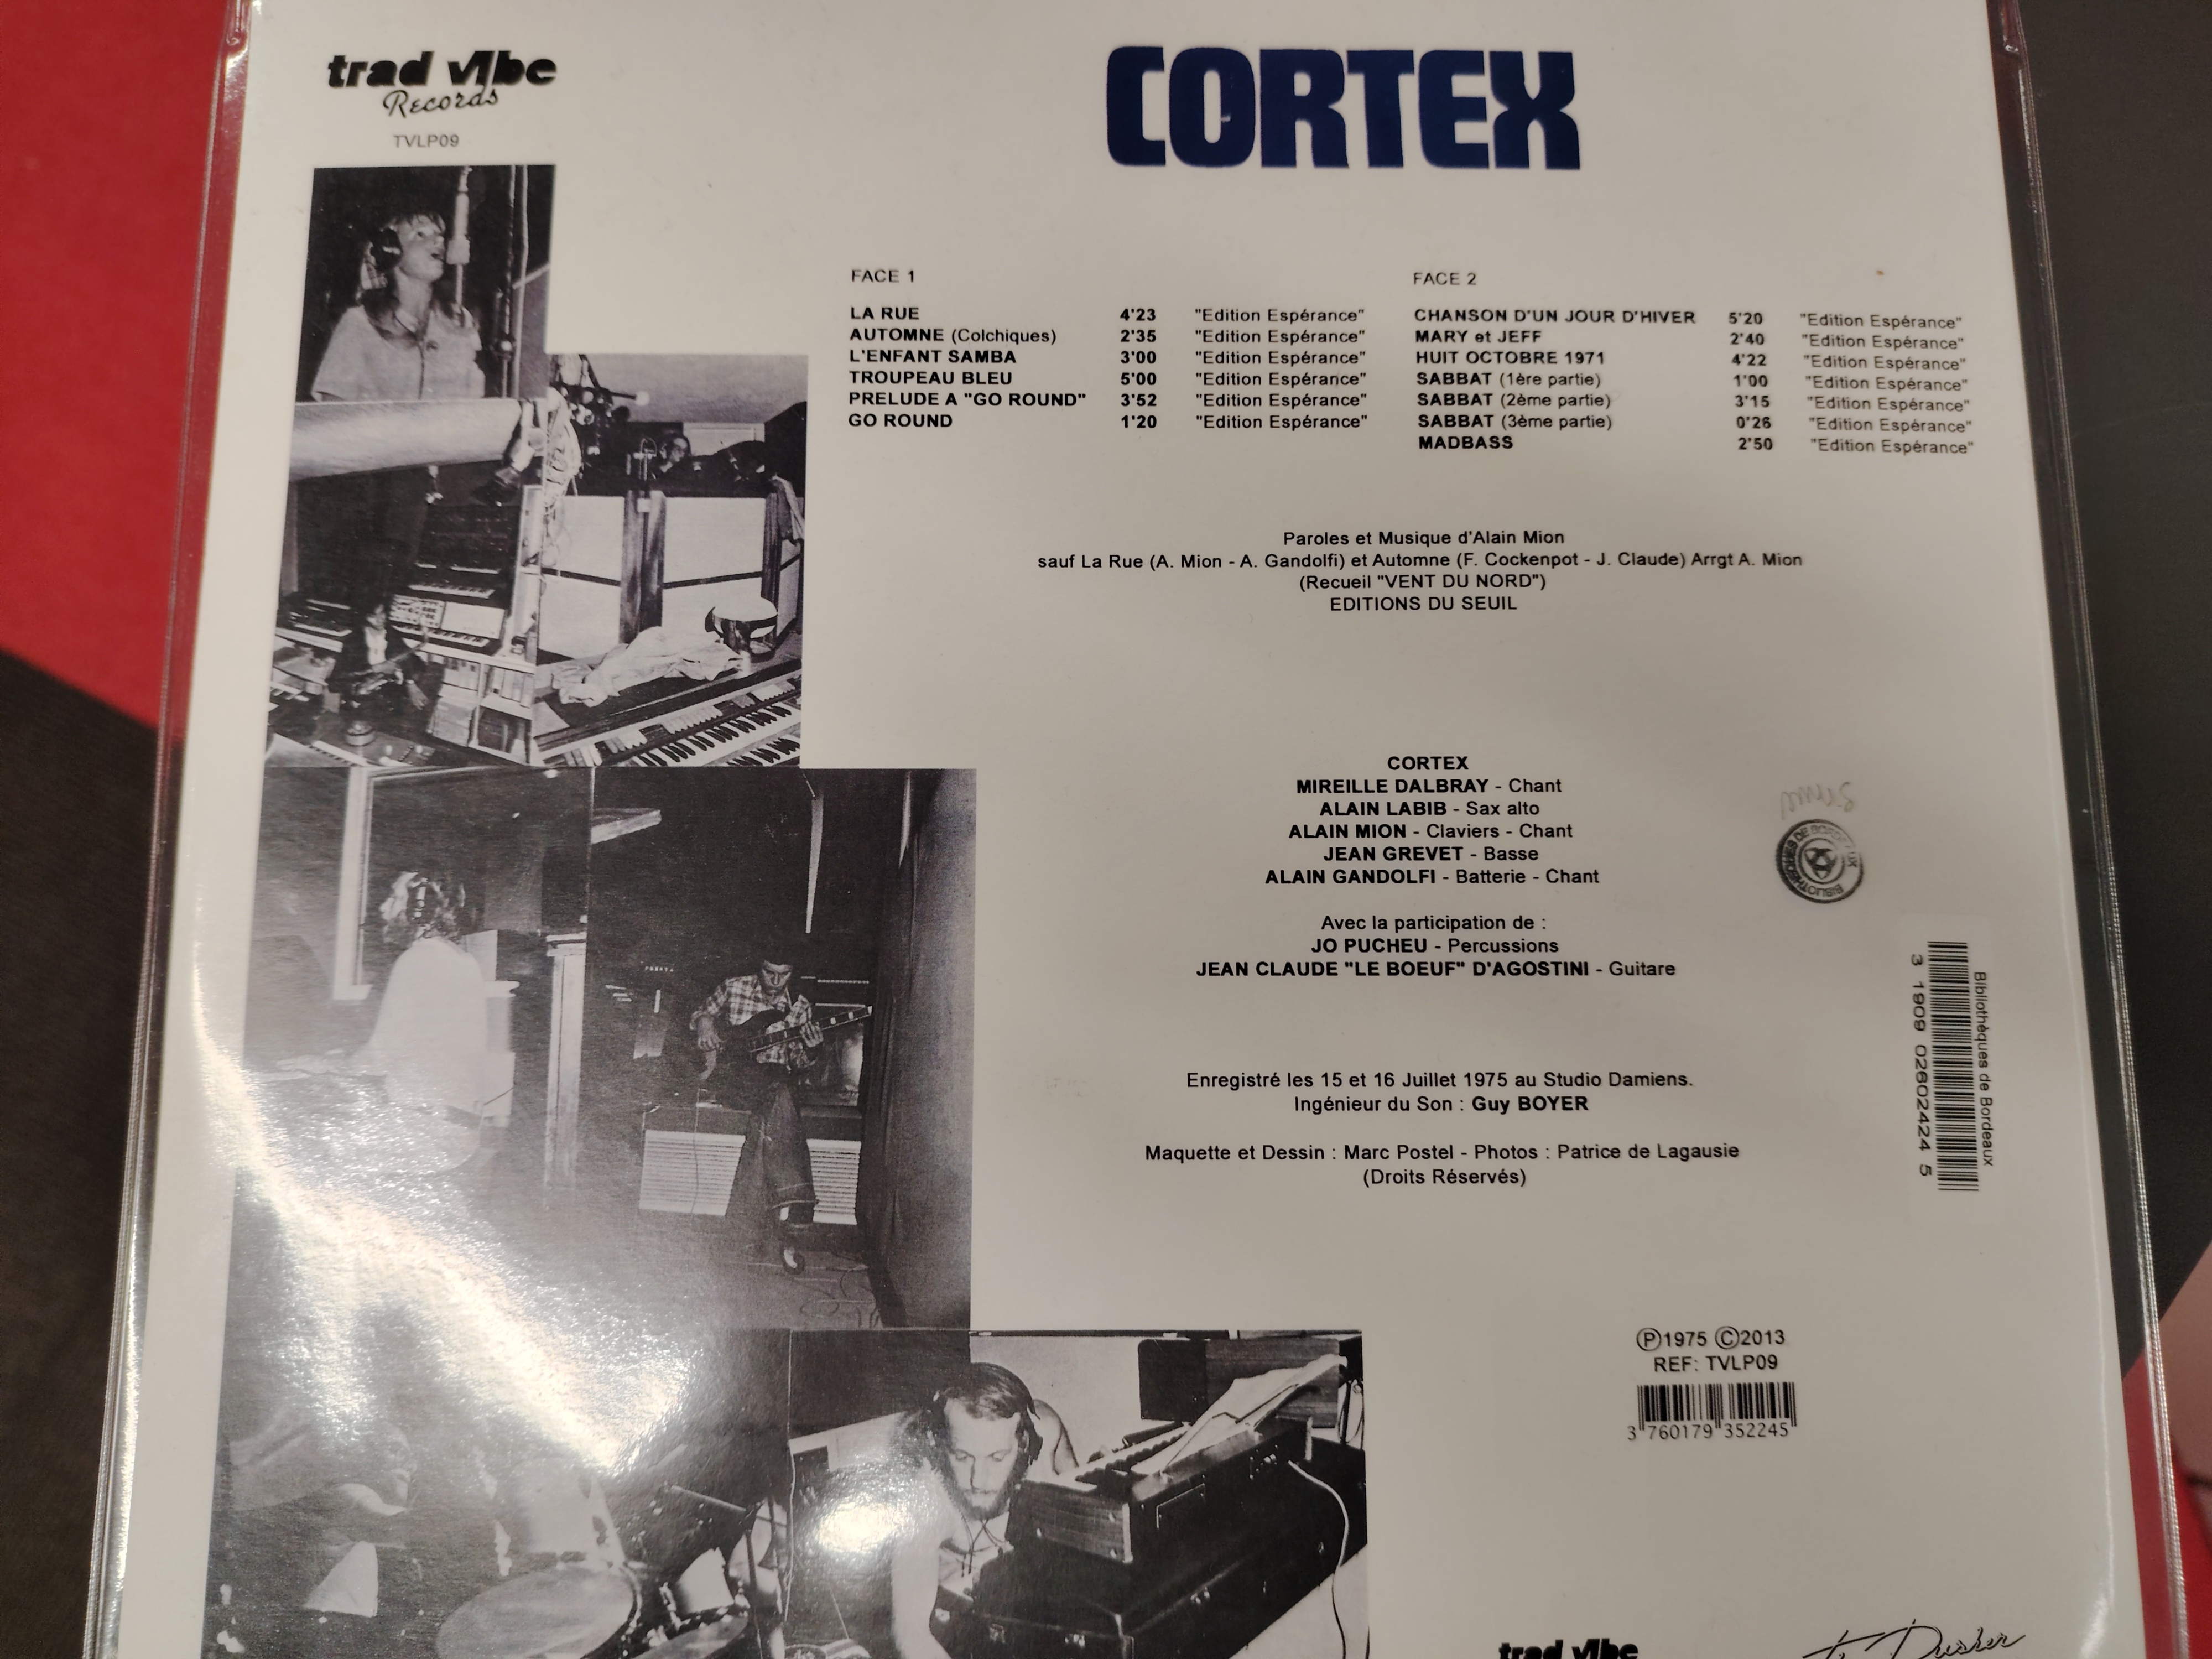 trad vibe
Records
TVLP09
CORTEX
FACE 1
LA RUE 4'23 "Edition Espérance"
AUTOMNE (Colchiques) 2'35 "Edition Espérance"
L'ENFANT SAMBA 3'00 "Edition Espérance"
TROUPEAU BLEU 5'00 "Edition Espérance"
PRELUDE A "GO ROUND" 3'52 "Edition Espérance"
GO ROUND 1'20 "Edition Espérance"
FACE 2
CHANSON D'UN JOUR D'HIVER 5'20 "Edition Espérance"
MARY et JEFF 2'40 "Edition Espérance"
HUIT OCTOBRE 1971 4'22 "Edition Espérance"
SABBAT (1ère partie) 1'00 "Edition Espérance"
SABBAT (2ème partie) 3'15 "Edition Espérance"
SABBAT (3ème partie) 0'26 "Edition Espérance"
MADBASS 2'50 "Edition Espérance"
Paroles et Musique d'Alain Mion
sauf La Rue (A. Mion - A. Gandolfi) et Automne (F. Cockenpot - J. Claude) Arrgt A. Mion
(Recueil "VENT DU NORD")
EDITIONS DU SEUIL
CORTEX
MIREILLE DALBRAY - Chant
ALAIN LABIB - Sax alto
ALAIN MION - Claviers - Chant
JEAN GREVET - Basse
ALAIN GANDOLFI - Batterie - Chant
Avec la participation de :
JO PUCHEU - Percussions
JEAN CLAUDE "LE BOEUF" D'AGOSTINI - Guitare
BIBLIOTHEQUES DE BORDEAUX
Bibliothèques de Bordeaux
3 1909 02602424 5
Enregistré les 15 et 16 Juillet 1975 au Studio Damiens.
Ingénieur du Son : Guy BOYER
Maquette et Dessin : Marc Postel - Photos : Patrice de Lagausie
(Droits Réservés)
Ⓟ1975 Ⓒ2013
REF: TVLP09
3 760179 352245
trad vibe